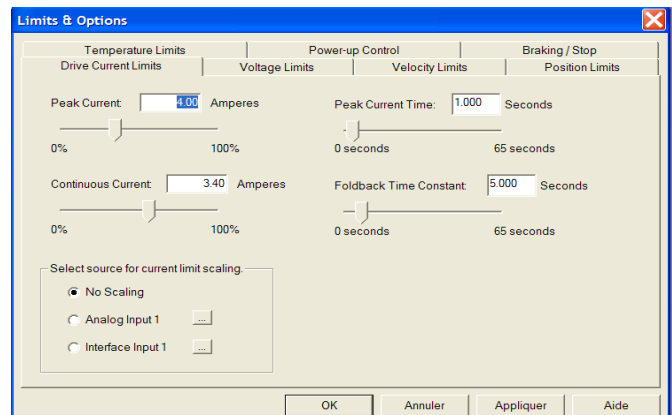 Limits & Options
Temperature Limits Power-up Control Braking / Stop
Drive Current Limits Voltage Limits Velocity Limits Position Limits
Peak Current: 4.00 Amperes Peak Current Time: 1.000 Seconds
0% 100% 0 seconds 65 seconds
Continuous Current: 3.40 Amperes Foldback Time Constant: 5.000 Seconds
0% 100% 0 seconds 65 seconds
Select source for current limit scaling.
No Scaling
Analog Input 1 ...
Interface Input 1 ...
OK Annuler Appliquer Aide